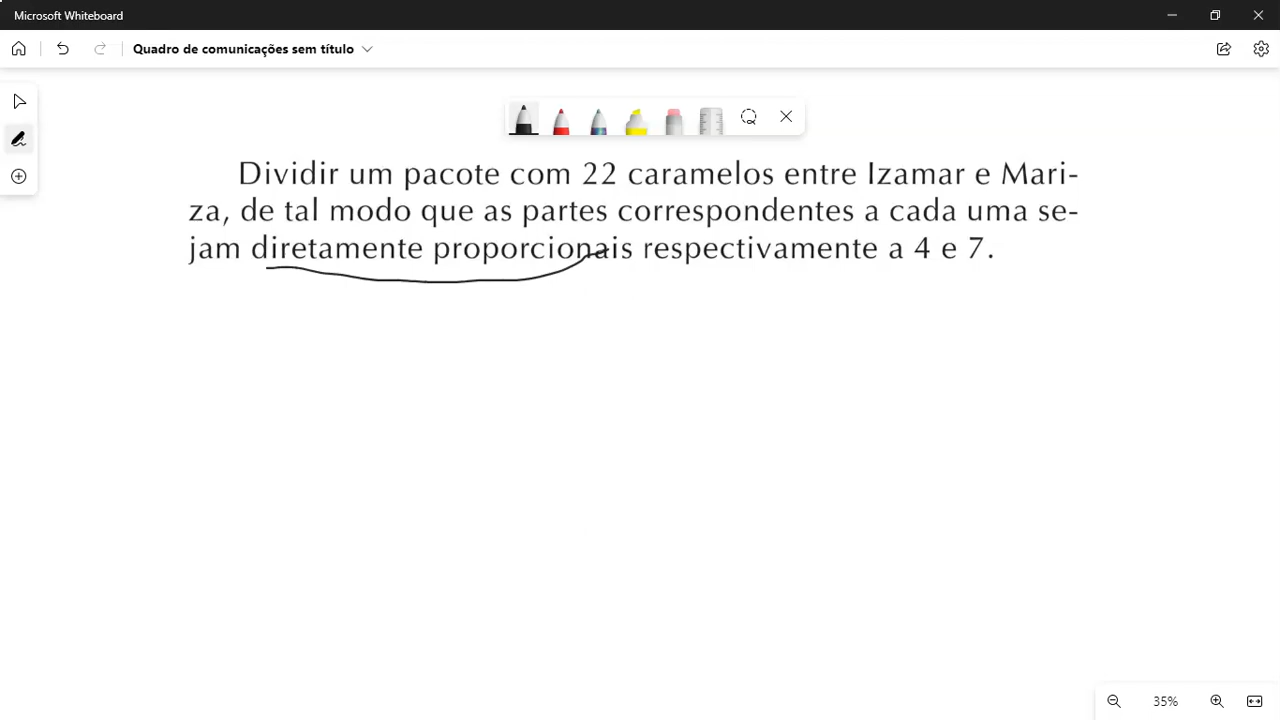 Microsoft Whiteboard
Quadro de comunicações sem título
Dividir um pacote com 22 caramelos entre Izamar e Mari-
za, de tal modo que as partes correspondentes a cada uma se-
jam diretamente proporcionais respectivamente a 4 e 7.
35%